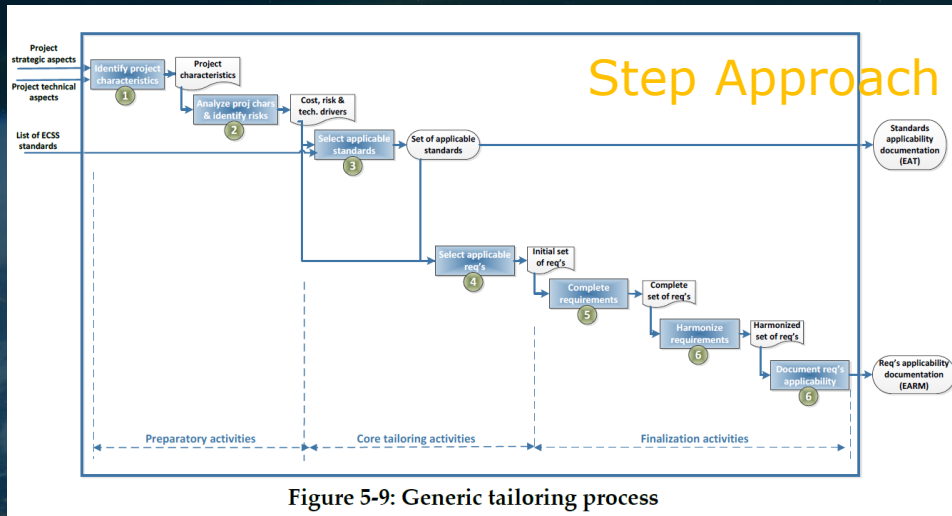 Step Approach
Project
strategic aspects
Project technical
aspects
List of ECSS
standards
Identify project
characteristics
1
Project
characteristics
Analyze proj chars
& identify risks
2
Cost, risk &
tech. drivers
Select applicable
standards
3
Set of applicable
standards
Standards
applicability
documentation
(EAT)
Select applicable
req's
4
Initial set
of req's
Complete
requirements
5
Complete
set of req's
Harmonize
requirements
6
Harmonized
set of req's
Document req's
applicability
6
Req's applicability
documentation
(EARM)
Preparatory activities
Core tailoring activities
Finalization activities
Figure 5-9: Generic tailoring process